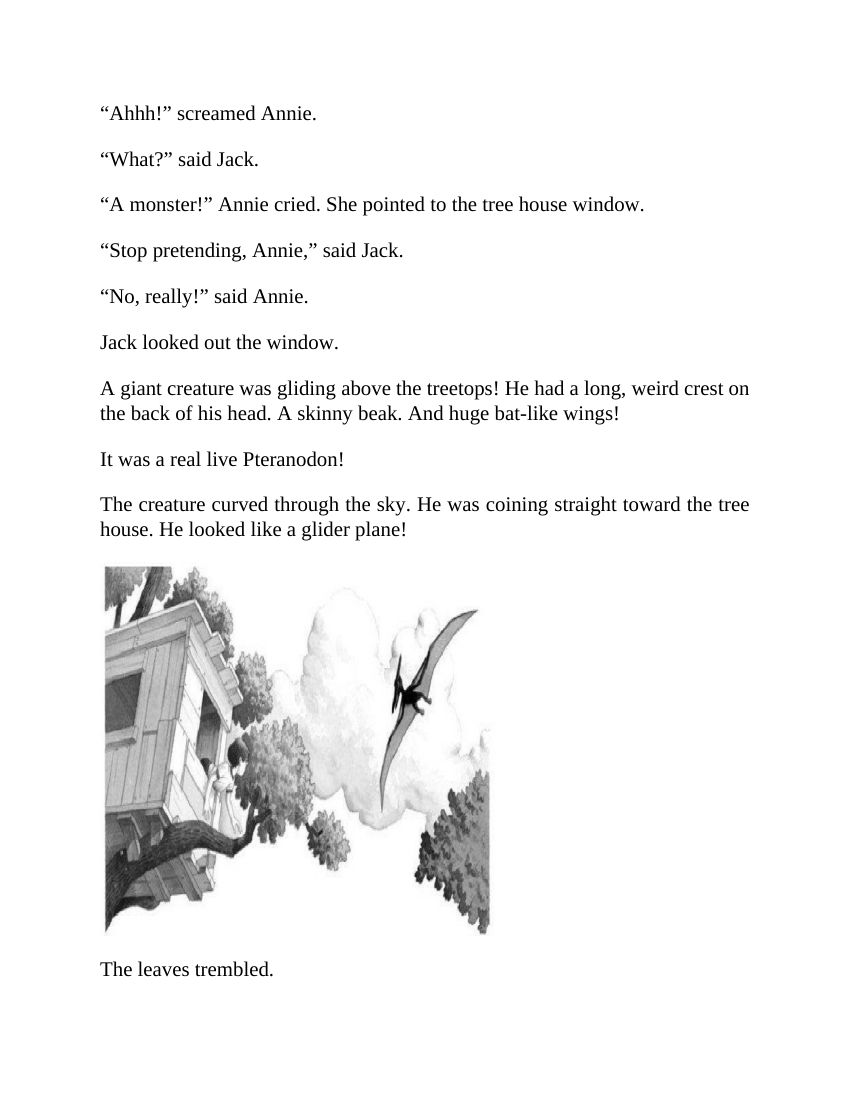 “Ahhh!” screamed Annie.
“What?” said Jack.
“A monster!” Annie cried. She pointed to the tree house window.
“Stop pretending, Annie,” said Jack.
“No, really!” said Annie.
Jack looked out the window.
A giant creature was gliding above the treetops! He had a long, weird crest on
the back of his head. A skinny beak. And huge bat-like wings!
It was a real live Pteranodon!
The creature curved through the sky. He was coining straight toward the tree
house. He looked like a glider plane!
The leaves trembled.